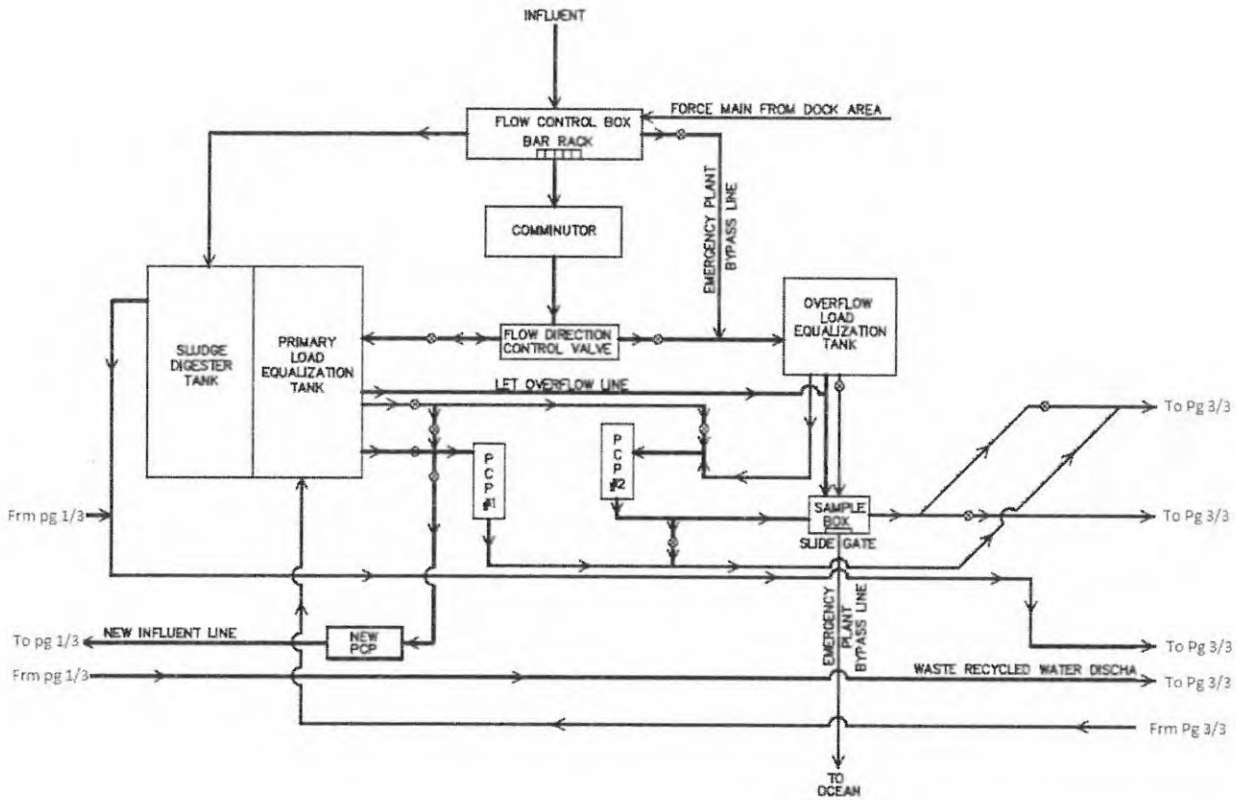 INFLUENT
FORCE MAIN FROM DOCK AREA
FLOW CONTROL BOX
BAR RACK
EMERGENCY PLANT
BYPASS LINE
COMMINUTOR
OVERFLOW
LOAD
EQUALIZATION
TANK
FLOW DIRECTION
CONTROL VALVE
SLUDGE
DIGESTER
TANK
PRIMARY
LOAD
EQUALIZATION
TANK
LET OVERFLOW LINE
To Pg 3/3
PCP #1
PCP #2
Frm pg 1/3
SAMPLE
BOX
To Pg 3/3
SLIDE GATE
EMERGENCY
PLANT
BYPASS LINE
To pg 1/3
NEW INFLUENT LINE
NEW
PCP
To Pg 3/3
Frm pg 1/3
WASTE RECYCLED WATER DISCHA
To Pg 3/3
Frm Pg 3/3
TO
OCEAN